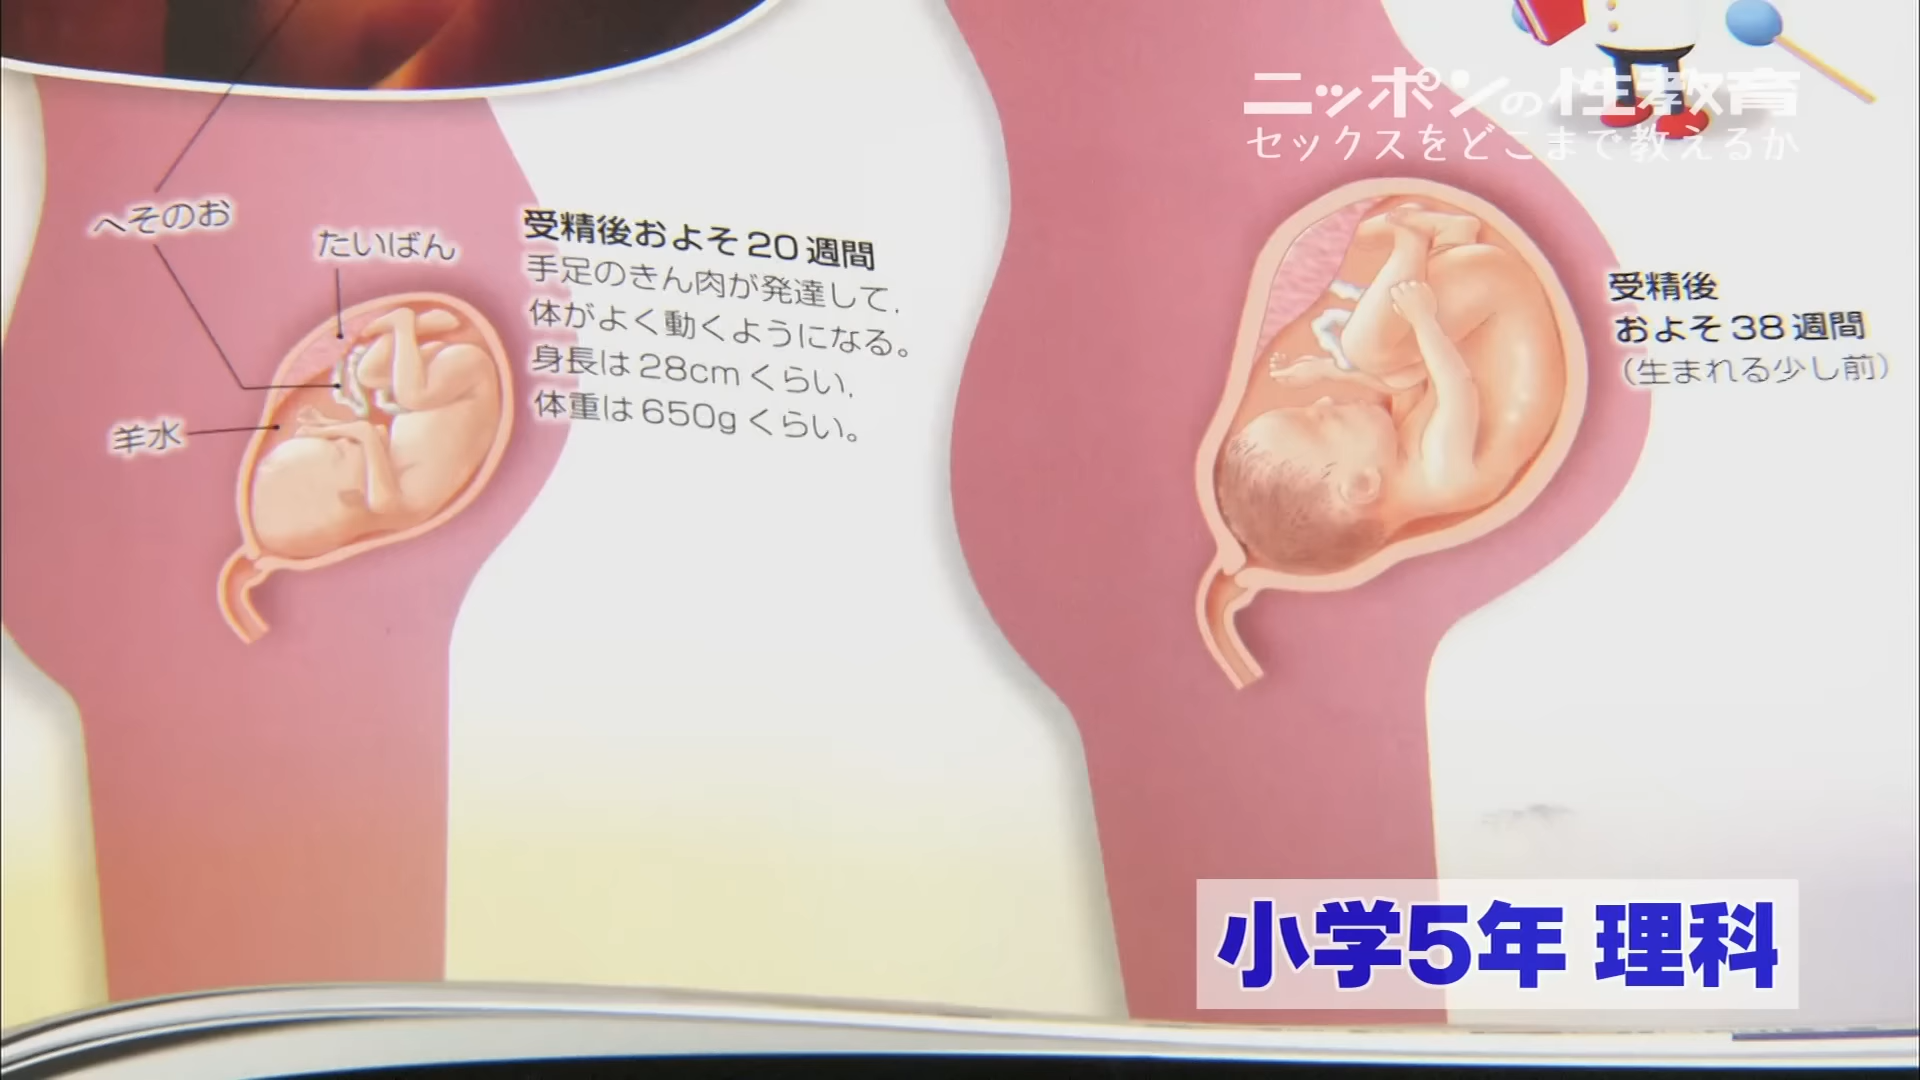 ニッポンの性教育
セックスをどこまで教えるか
へそのお
たいばん
羊水
受精後およそ20週間
手足のきん肉が発達して,
体がよく動くようになる。
身長は28cmくらい,
体重は650gくらい。
受精後
およそ38週間
(生まれる少し前)
小学5年 理科